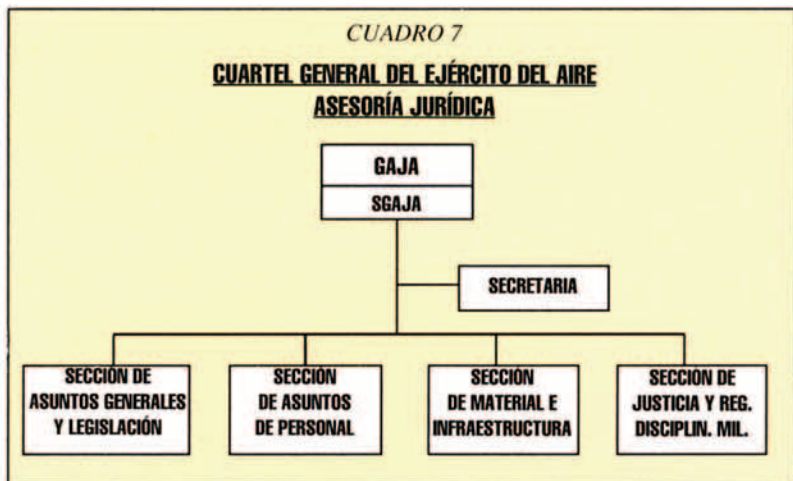 CUADRO 7
CUARTEL GENERAL DEL EJÉRCITO DEL AIRE
ASESORÍA JURÍDICA
GAJA
SGAJA
SECRETARIA
SECCIÓN DE
ASUNTOS GENERALES
Y LEGISLACIÓN
SECCIÓN
DE ASUNTOS
DE PERSONAL
SECCIÓN
DE MATERIAL E
INFRAESTRUCTURA
SECCIÓN DE
JUSTICIA Y REG.
DISCIPLIN. MIL.